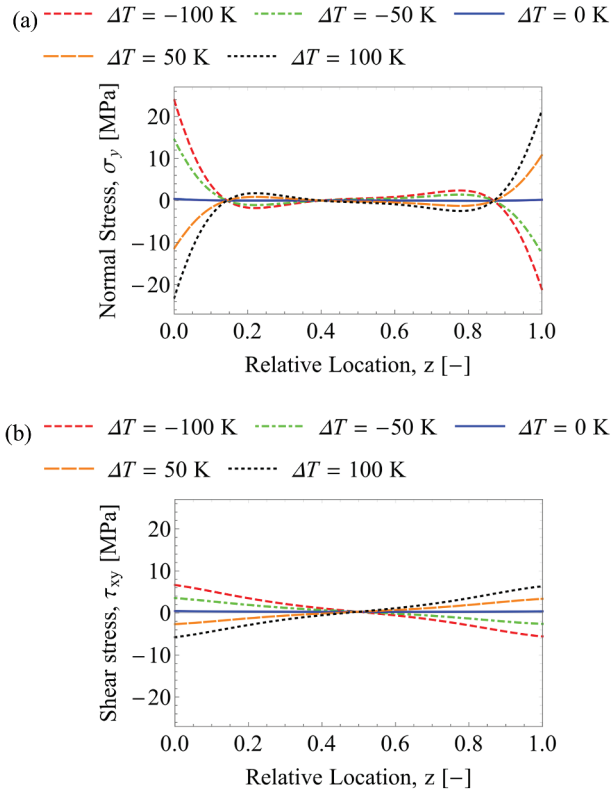 (a)
ΔT = −100 K ΔT = −50 K ΔT = 0 K
ΔT = 50 K ΔT = 100 K
Normal Stress, σy [MPa]
20
10
0
−10
−20
0.0 0.2 0.4 0.6 0.8 1.0
Relative Location, z [−]
(b)
ΔT = −100 K ΔT = −50 K ΔT = 0 K
ΔT = 50 K ΔT = 100 K
Shear stress, τxy [MPa]
20
10
0
−10
−20
0.0 0.2 0.4 0.6 0.8 1.0
Relative Location, z [−]